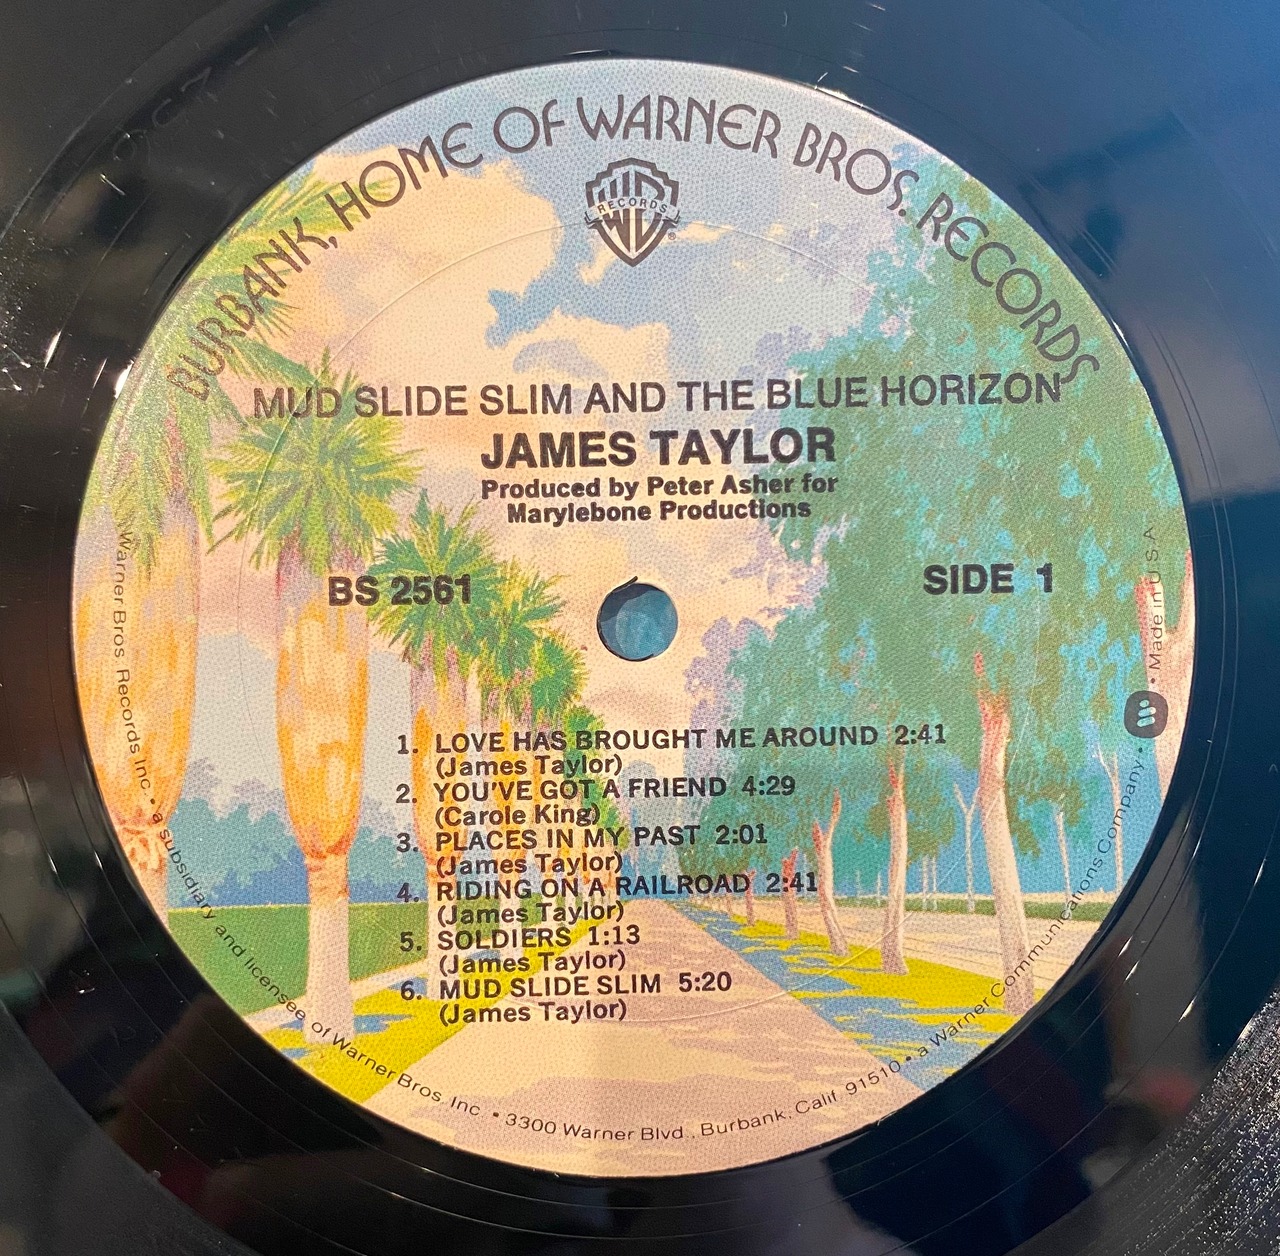 BURBANK, HOME OF WARNER BROS. RECORDS
RECORDS
®
MUD SLIDE SLIM AND THE BLUE HORIZON
JAMES TAYLOR
Produced by Peter Asher for
Marylebone Productions
BS 2561
SIDE 1
1. LOVE HAS BROUGHT ME AROUND 2:41
(James Taylor)
2. YOU'VE GOT A FRIEND 4:29
(Carole King)
3. PLACES IN MY PAST 2:01
(James Taylor)
4. RIDING ON A RAILROAD 2:41
(James Taylor)
5. SOLDIERS 1:13
(James Taylor)
6. MUD SLIDE SLIM 5:20
(James Taylor)
Warner Bros. Records Inc. • a subsidiary and licensee of Warner Bros. Inc. • 3300 Warner Blvd., Burbank, Calif. 91510 • a Warner Communications Company • Made in U.S.A.